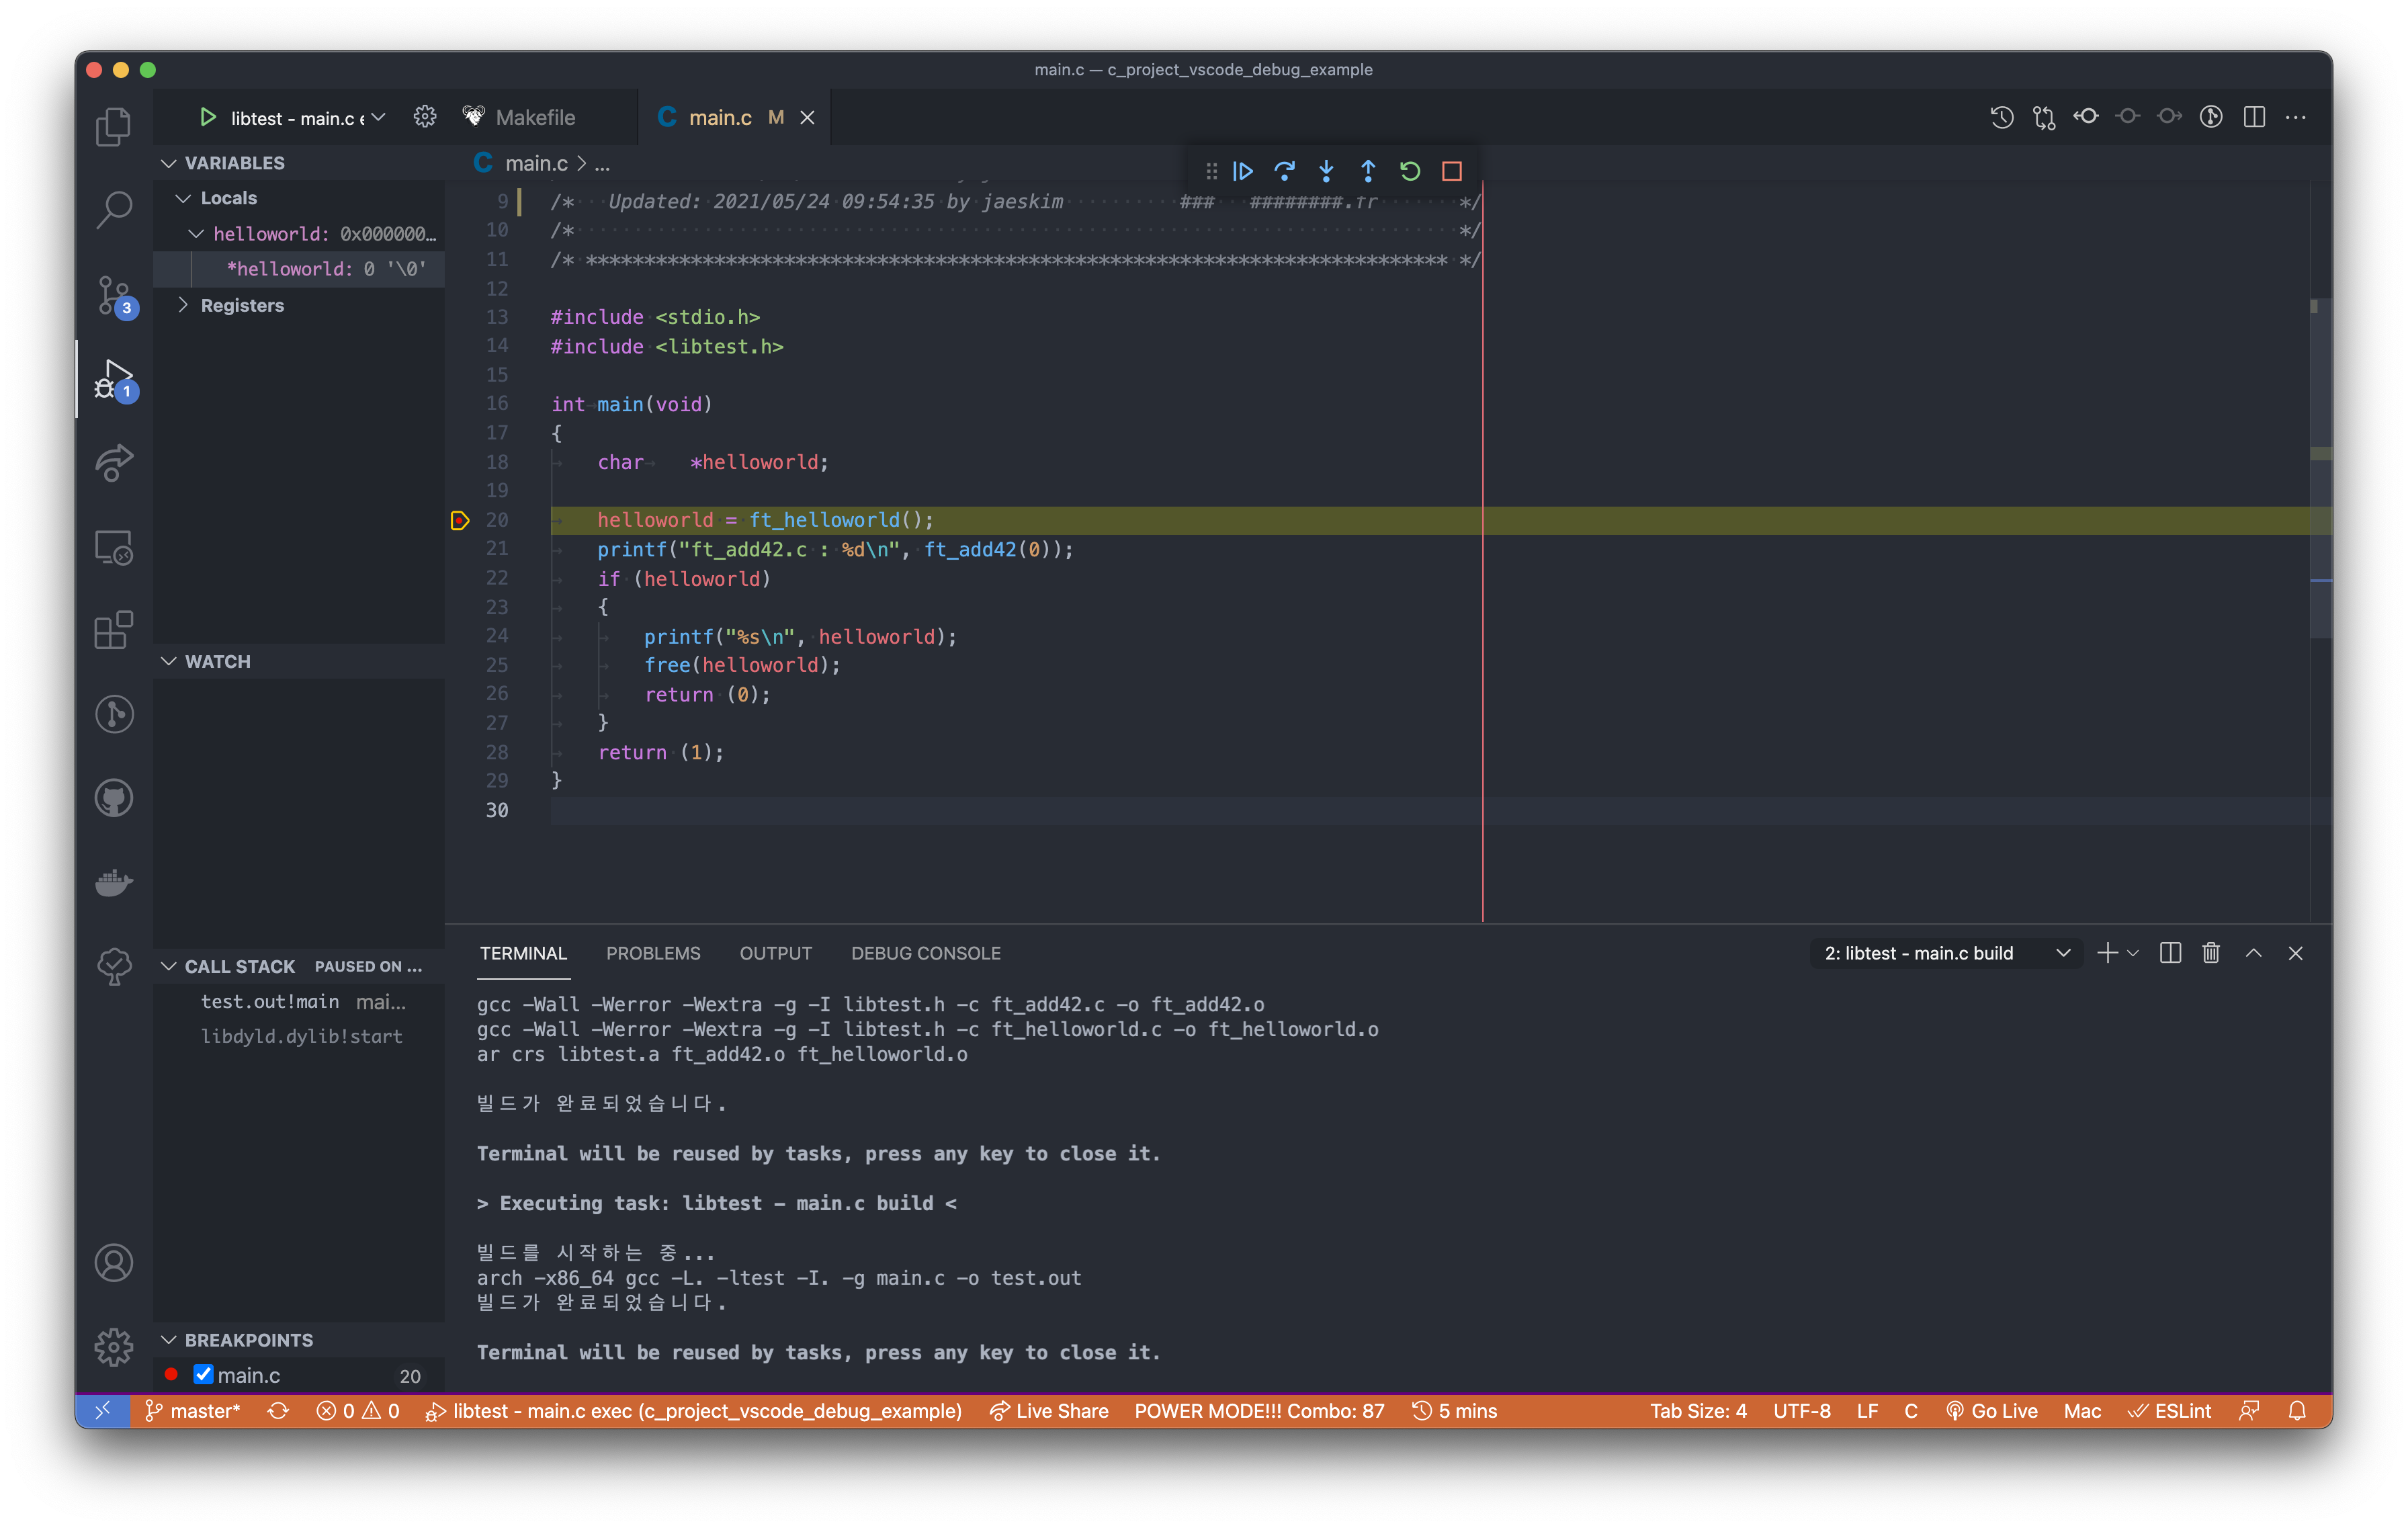 main.c — c_project_vscode_debug_example
libtest - main.c e
Makefile
main.c M
VARIABLES
Locals
helloworld: 0x000000…
*helloworld: 0 '\0'
Registers
WATCH
CALL STACK PAUSED ON ...
test.out!main mai...
libdyld.dylib!start
BREAKPOINTS
main.c 20
main.c > ...
9 /* Updated: 2021/05/24 09:54:35 by jaeskim ### ########.fr */
10 /* */
11 /* ************************************************************************** */
12
13 #include <stdio.h>
14 #include <libtest.h>
15
16 int main(void)
17 {
18 char *helloworld;
19
20 helloworld = ft_helloworld();
21 printf("ft_add42.c : %d\n", ft_add42(0));
22 if (helloworld)
23 {
24 printf("%s\n", helloworld);
25 free(helloworld);
26 return (0);
27 }
28 return (1);
29 }
30
TERMINAL PROBLEMS OUTPUT DEBUG CONSOLE
2: libtest - main.c build
gcc -Wall -Werror -Wextra -g -I libtest.h -c ft_add42.c -o ft_add42.o
gcc -Wall -Werror -Wextra -g -I libtest.h -c ft_helloworld.c -o ft_helloworld.o
ar crs libtest.a ft_add42.o ft_helloworld.o
빌드가 완료되었습니다.
Terminal will be reused by tasks, press any key to close it.
> Executing task: libtest - main.c build <
빌드를 시작하는 중...
arch -x86_64 gcc -L. -ltest -I. -g main.c -o test.out
빌드가 완료되었습니다.
Terminal will be reused by tasks, press any key to close it.
3
1
master* 0 0 libtest - main.c exec (c_project_vscode_debug_example) Live Share POWER MODE!!! Combo: 87 5 mins Tab Size: 4 UTF-8 LF C Go Live Mac ESLint